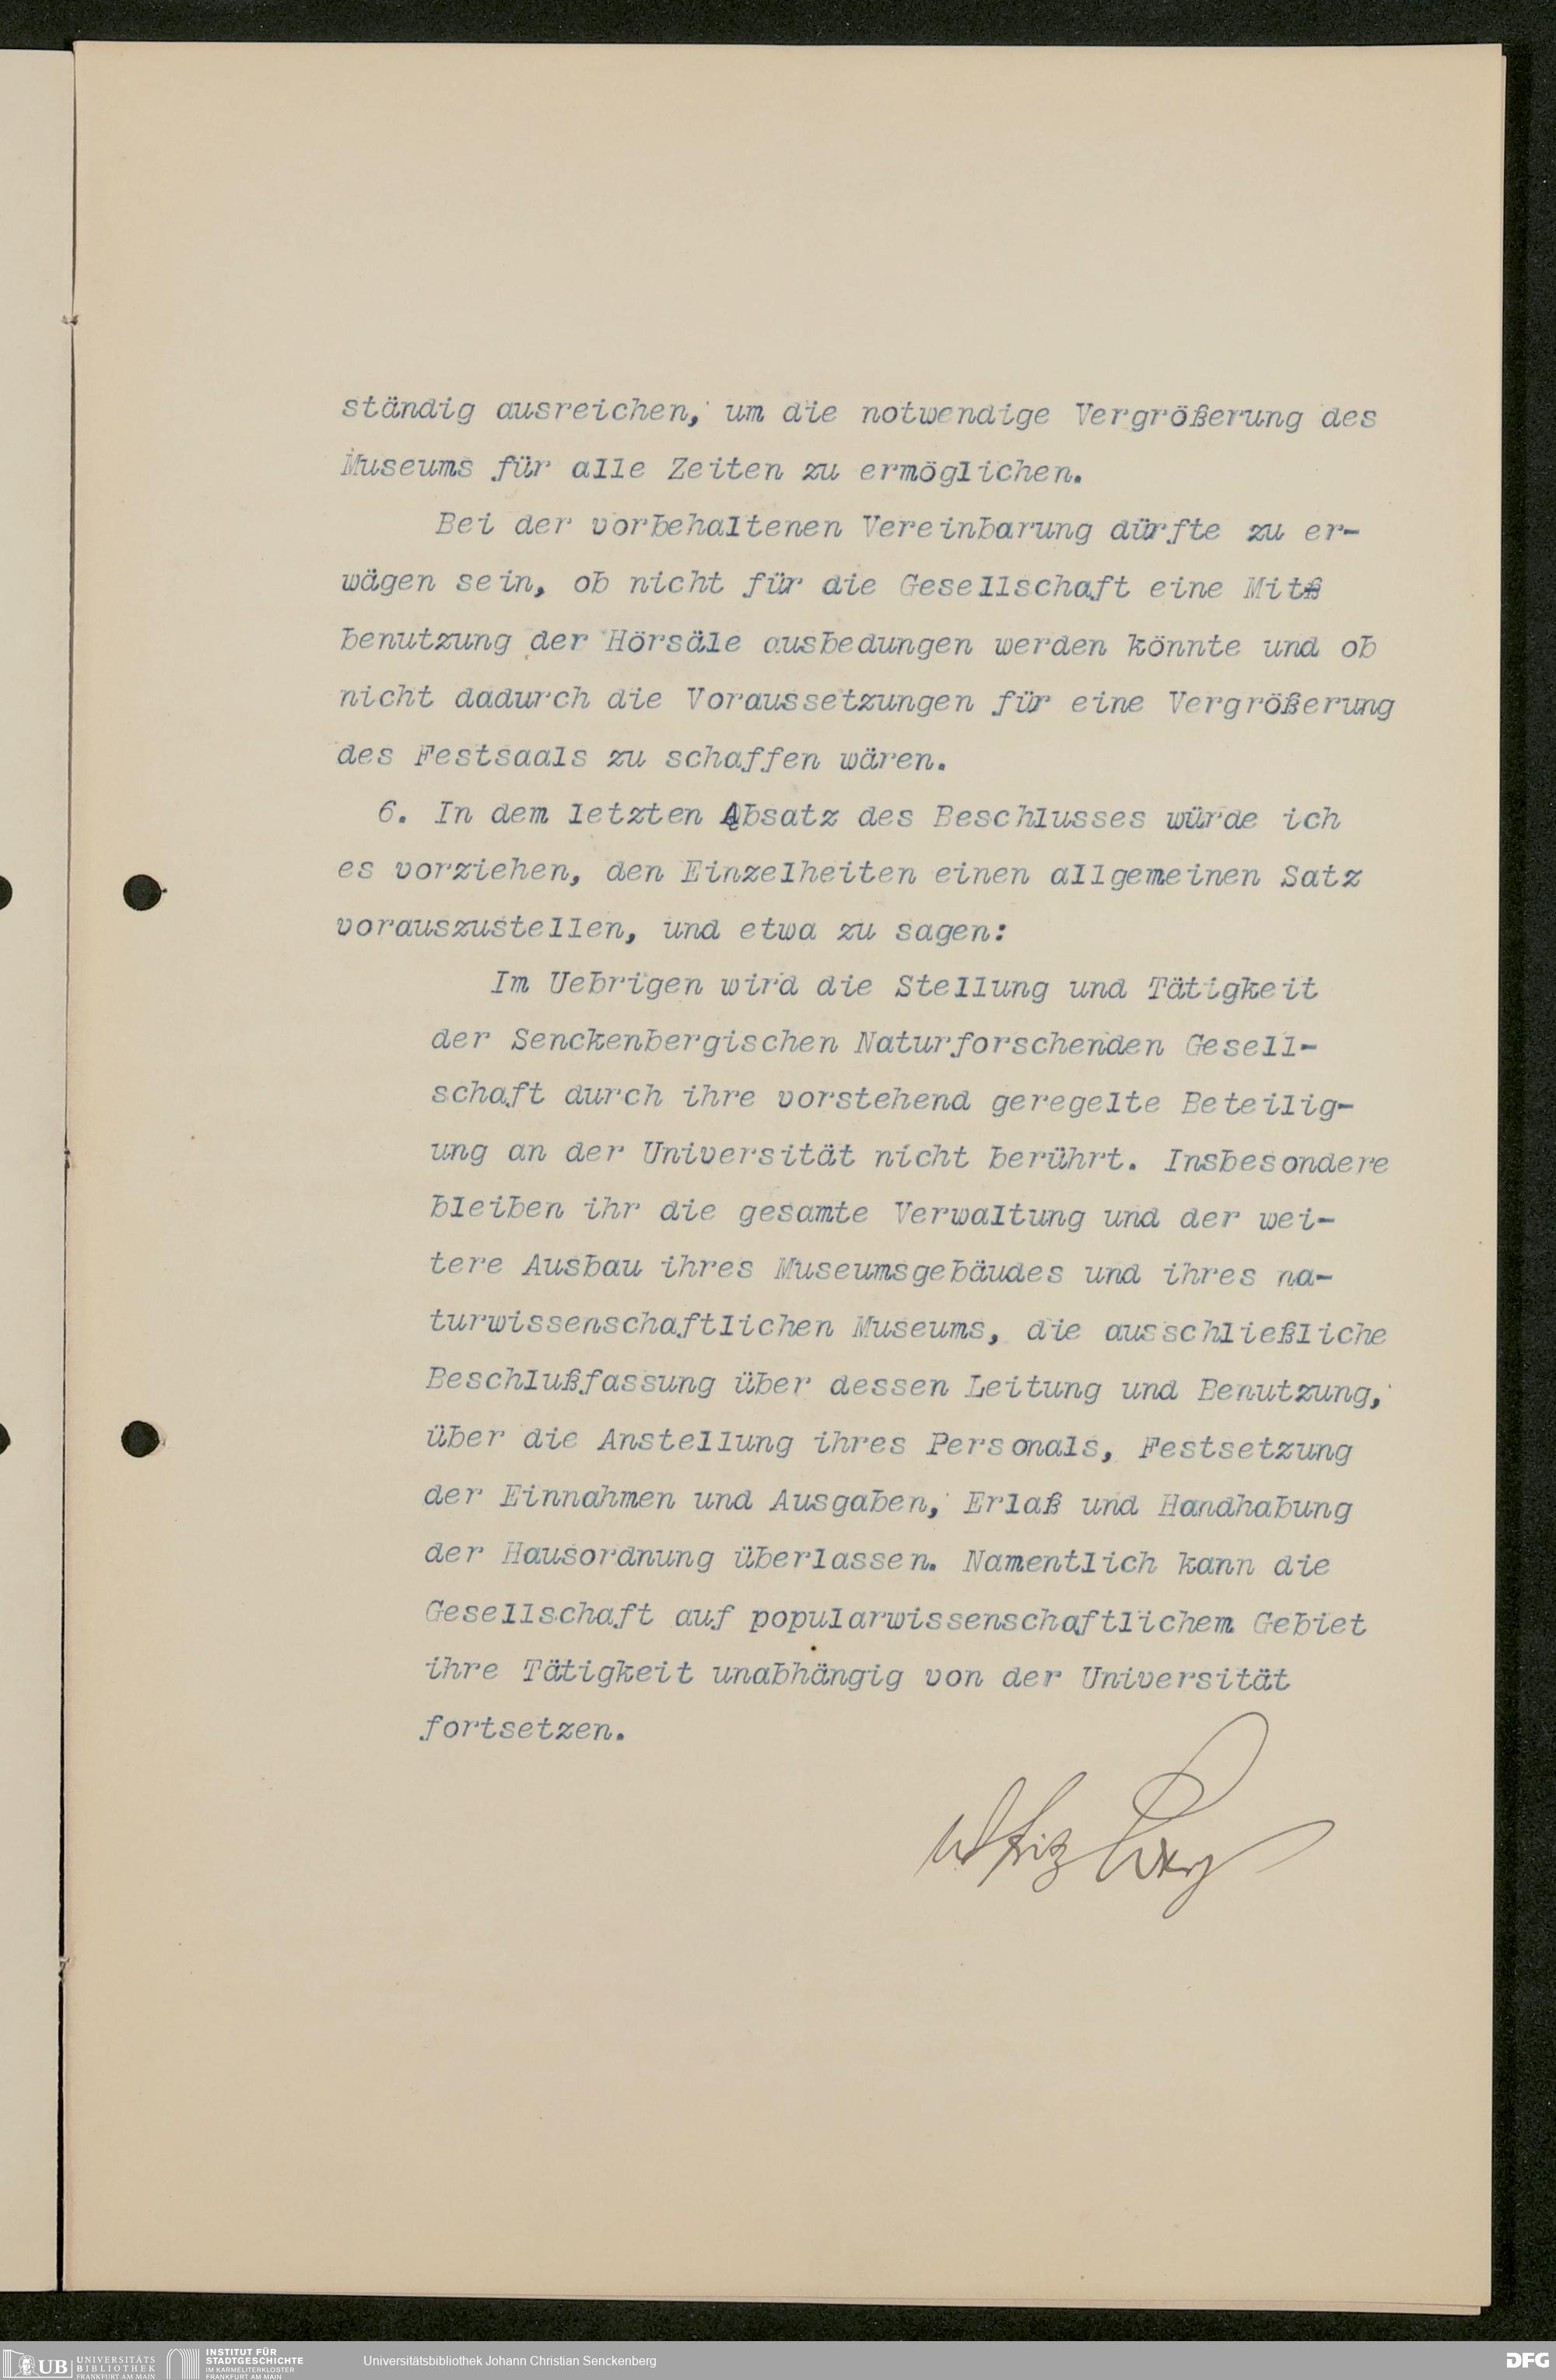 ständig ausreichen, um die notwendige Vergrößerung des
Museums für alle Zeiten zu ermöglichen.
Bei der vorbehaltenen Vereinbarung dürfte zu er-
wägen sein, ob nicht für die Gesellschaft eine Mit-
benutzung der Hörsäle ausbedungen werden könnte und ob
nicht dadurch die Voraussetzungen für eine Vergrößerung
des Festsaals zu schaffen wären.
6. In dem letzten Absatz des Beschlusses würde ich
es vorziehen, den Einzelheiten einen allgemeinen Satz
vorauszustellen, und etwa zu sagen:
Im Uebrigen wird die Stellung und Tätigkeit
der Senckenbergischen Naturforschenden Gesell-
schaft durch ihre vorstehend geregelte Beteilig-
ung an der Universität nicht berührt. Insbesondere
bleiben ihr die gesamte Verwaltung und der wei-
tere Ausbau ihres Museumsgebäudes und ihres na-
turwissenschaftlichen Museums, die ausschließliche
Beschlußfassung über dessen Leitung und Benutzung,
über die Anstellung ihres Personals, Festsetzung
der Einnahmen und Ausgaben, Erlaß und Handhabung
der Hausordnung überlassen. Namentlich kann die
Gesellschaft auf popularwissenschaftlichem Gebiet
ihre Tätigkeit unabhängig von der Universität
fortsetzen.
UB UNIVERSITÄTS
BIBLIOTHEK
FRANKFURT AM MAIN
INSTITUT FÜR
STADTGESCHICHTE
IM KARMELITERKLOSTER
FRANKFURT AM MAIN
Universitätsbibliothek Johann Christian Senckenberg
DFG